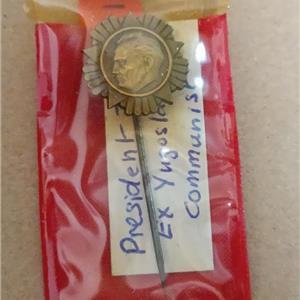 President
Ex Yugosla
Communist